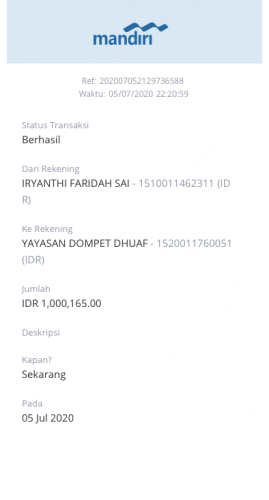 mandiri
Ref: 202007052129736588
Waktu: 05/07/2020 22:20:59
Status Transaksi
Berhasil
Dari Rekening
IRYANTHI FARIDAH SAI - 1510011462311 (ID
R)
Ke Rekening
YAYASAN DOMPET DHUAF - 1520011760051
(IDR)
Jumlah
IDR 1,000,165.00
Deskripsi
Kapan?
Sekarang
Pada
05 Jul 2020